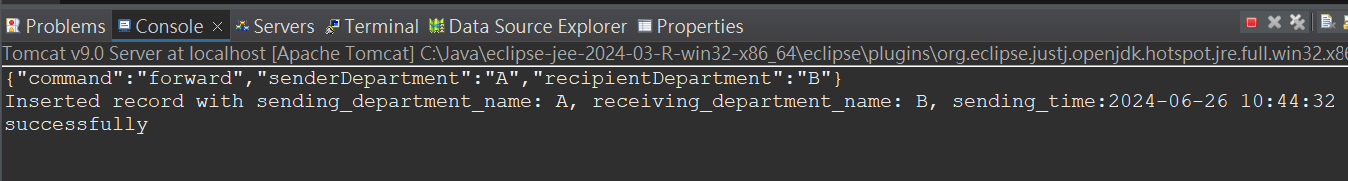 Problems Console × Servers Terminal Data Source Explorer Properties
Tomcat v9.0 Server at localhost [Apache Tomcat] C:\Java\eclipse-jee-2024-03-R-win32-x86_64\eclipse\plugins\org.eclipse.justj.openjdk.hotspot.jre.full.win32.x86
{"command":"forward","senderDepartment":"A","recipientDepartment":"B"}
Inserted record with sending_department_name: A, receiving_department_name: B, sending_time:2024-06-26 10:44:32
successfully